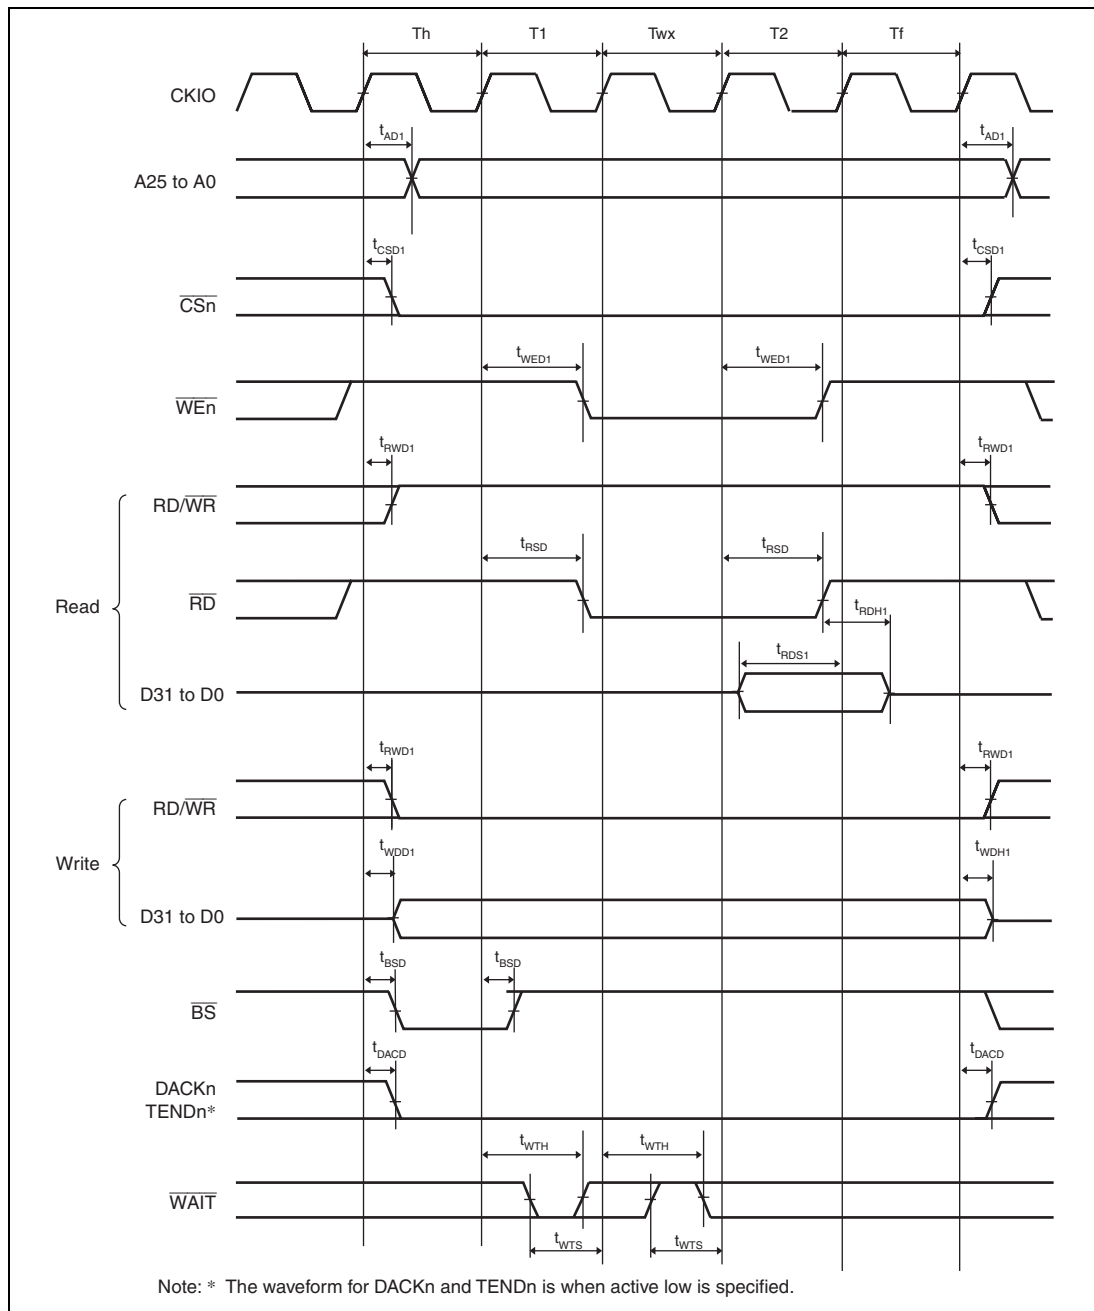 Th T1 Twx T2 Tf
CKIO
tAD1 tAD1
A25 to A0
tCSD1 tCSD1
CSn
tWED1 tWED1
WEn
tRWD1 tRWD1
RD/WR
tRSD tRSD
Read
RD
tRDH1
tRDS1
D31 to D0
tRWD1 tRWD1
RD/WR
Write
tWDD1 tWDH1
D31 to D0
tBSD tBSD
BS
tDACD tDACD
DACKn
TENDn*
tWTH tWTH
WAIT
tWTS tWTS
Note: * The waveform for DACKn and TENDn is when active low is specified.